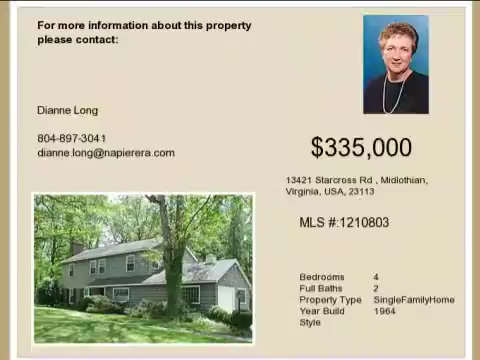 For more information about this property
please contact:
Dianne Long
804-897-3041
dianne.long@napierera.com
$335,000
13421 Starcross Rd , Midlothian,
Virginia, USA, 23113
MLS #:1210803
Bedrooms 4
Full Baths 2
Property Type SingleFamilyHome
Year Build 1964
Style